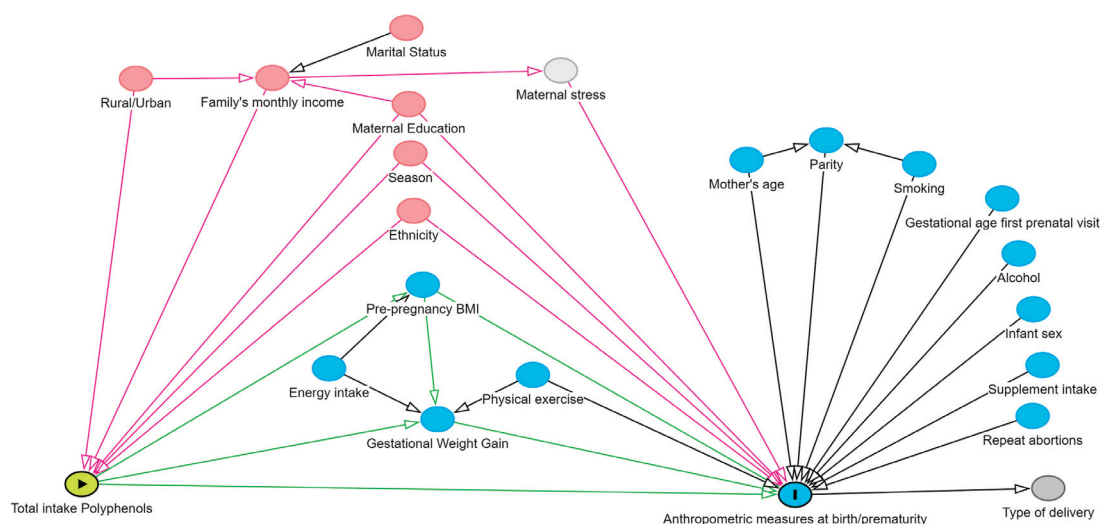 Marital Status
Rural/Urban
Family's monthly income
Maternal stress
Maternal Education
Season
Ethnicity
Mother's age
Parity
Smoking
Gestational age first prenatal visit
Alcohol
Pre-pregnancy BMI
Infant sex
Energy intake
Physical exercise
Supplement intake
Gestational Weight Gain
Repeat abortions
Total intake Polyphenols
Anthropometric measures at birth/prematurity
Type of delivery